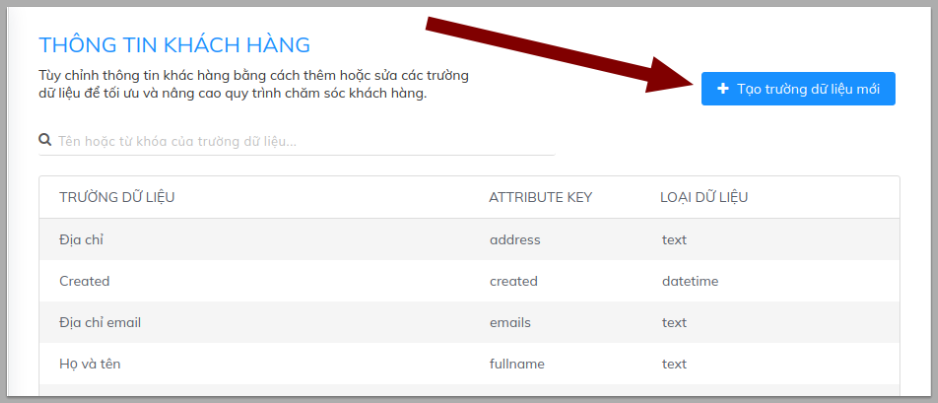 THÔNG TIN KHÁCH HÀNG
Tùy chỉnh thông tin khác hàng bằng cách thêm hoặc sửa các trường
dữ liệu để tối ưu và nâng cao quy trình chăm sóc khách hàng.
+ Tạo trường dữ liệu mới
Tên hoặc từ khóa của trường dữ liệu...
TRƯỜNG DỮ LIỆU ATTRIBUTE KEY LOẠI DỮ LIỆU
Địa chỉ address text
Created created datetime
Địa chỉ email emails text
Họ và tên fullname text